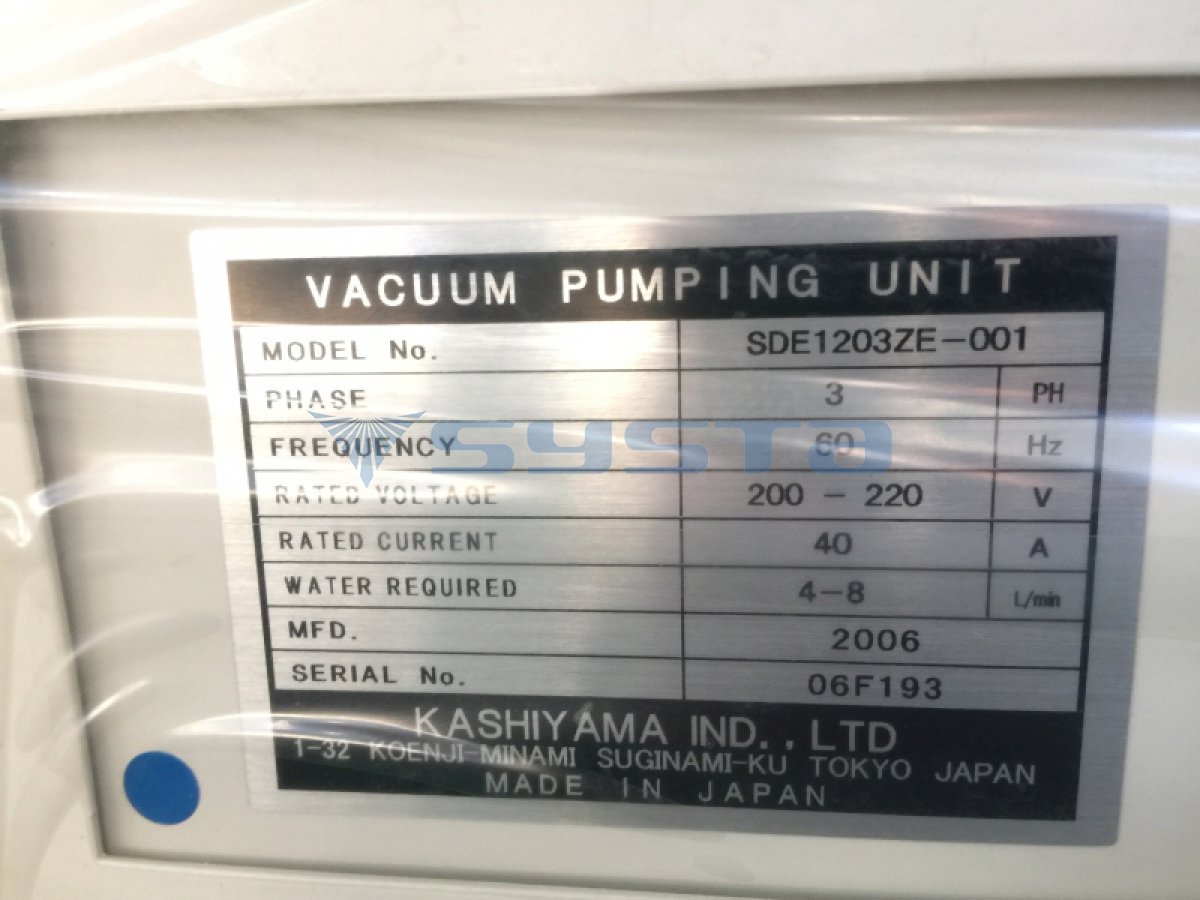 VACUUM PUMPING UNIT
MODEL No. SDE1203ZE-001
PHASE 3 PH
FREQUENCY 60 Hz
systa
RATED VOLTAGE 200 - 220 V
RATED CURRENT 40 A
WATER REQUIRED 4-8 L/min
MFD. 2006
SERIAL No. 06F193
KASHIYAMA IND., LTD
1-32 KOENJI-MINAMI SUGINAMI-KU TOKYO JAPAN
MADE IN JAPAN